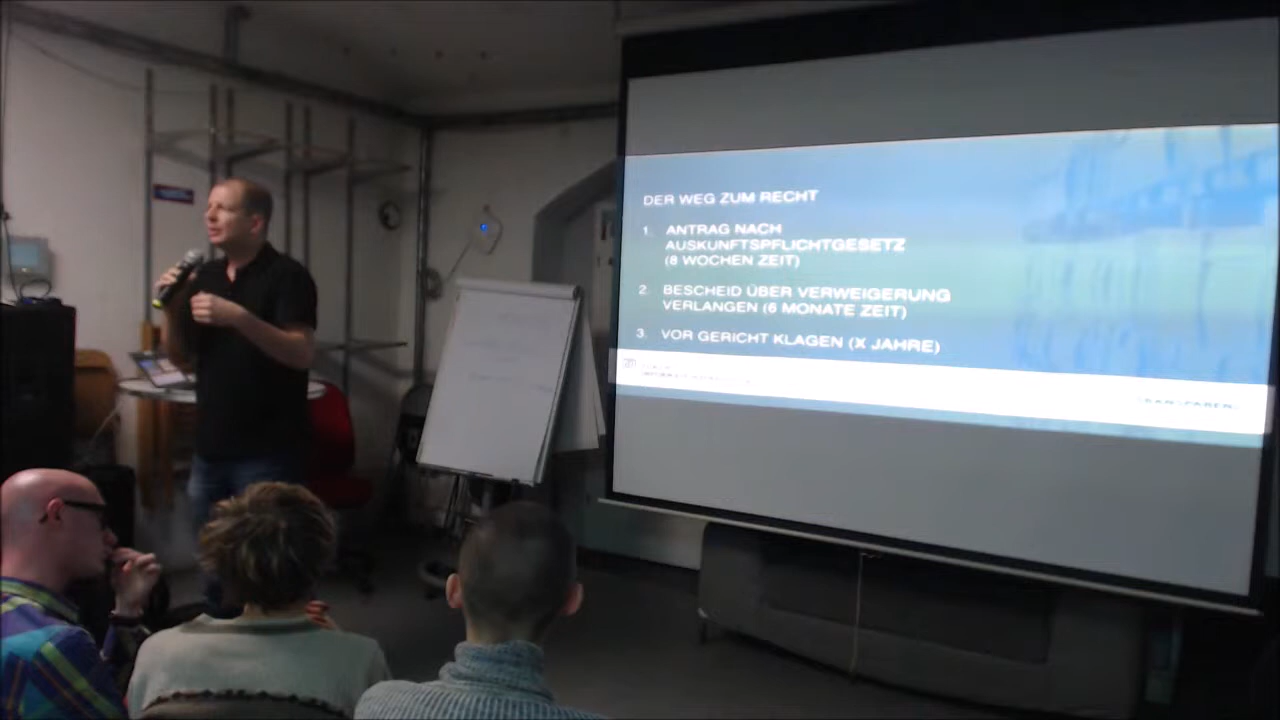 DER WEG ZUM RECHT
1. ANTRAG NACH
AUSKUNFTSPFLICHTGESETZ
(8 WOCHEN ZEIT)
2. BESCHEID ÜBER VERWEIGERUNG
VERLANGEN (6 MONATE ZEIT)
3. VOR GERICHT KLAGEN (X JAHRE)